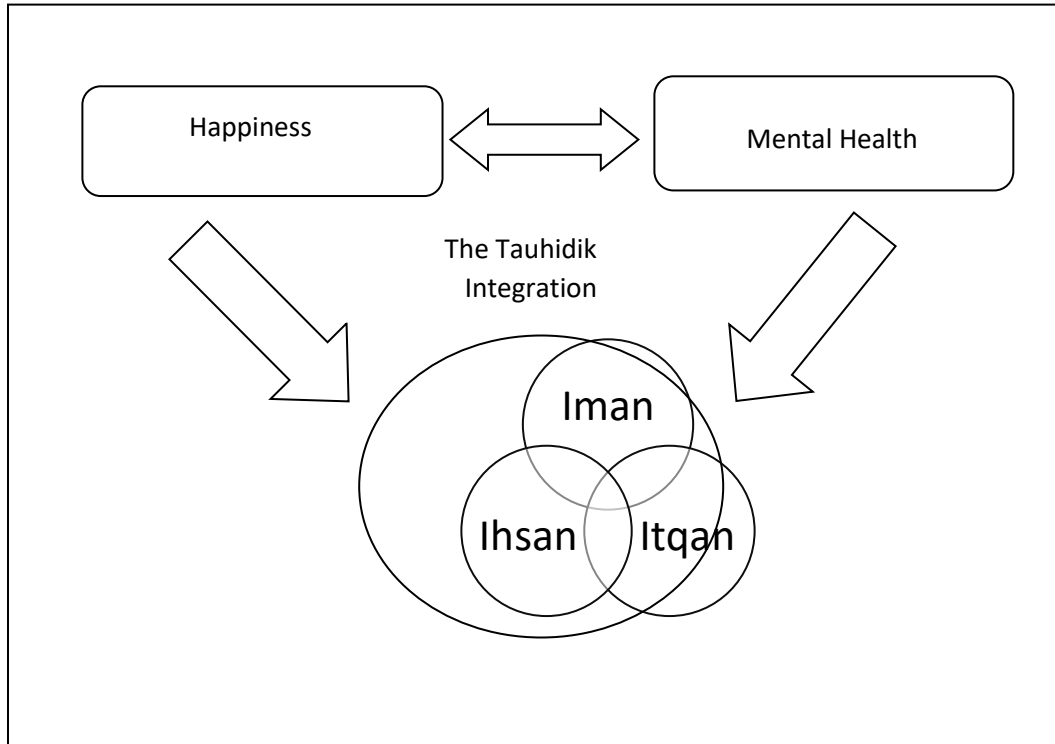 Happiness
Mental Health
The Tauhidik
Integration
Iman
Ihsan
Itqan